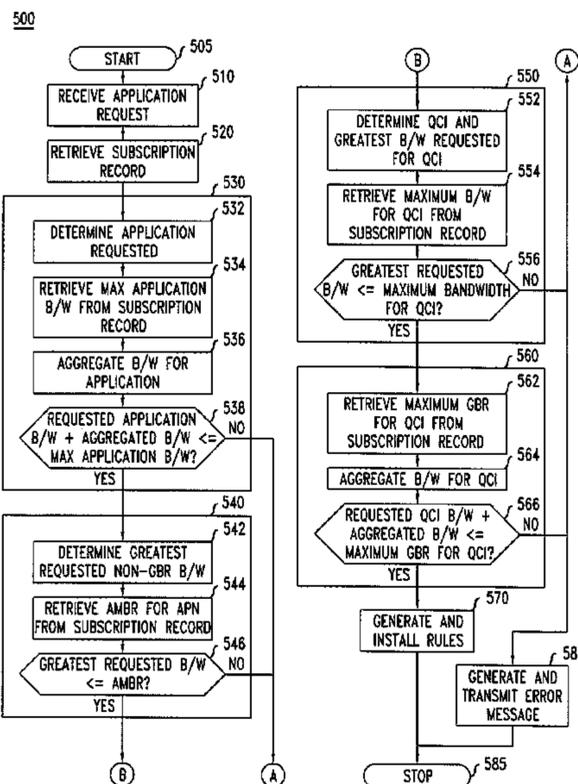 500
START
505
RECEIVE APPLICATION
REQUEST
510
RETRIEVE SUBSCRIPTION
RECORD
520
530
DETERMINE APPLICATION
REQUESTED
532
RETRIEVE MAX APPLICATION
B/W FROM SUBSCRIPTION
RECORD
534
AGGREGATE B/W FOR
APPLICATION
536
REQUESTED APPLICATION
B/W + AGGREGATED B/W <=
MAX APPLICATION B/W?
538
NO
YES
540
DETERMINE GREATEST
REQUESTED NON-GBR B/W
542
RETRIEVE AMBR FOR APN
FROM SUBSCRIPTION RECORD
544
GREATEST REQUESTED B/W
<= AMBR?
546
NO
YES
B
A
B
A
550
DETERMINE QCI AND
GREATEST B/W REQUESTED
FOR QCI
552
RETRIEVE MAXIMUM B/W
FOR QCI FROM
SUBSCRIPTION RECORD
554
GREATEST REQUESTED
B/W <= MAXIMUM BANDWIDTH
FOR QCI?
556
NO
YES
560
RETRIEVE MAXIMUM GBR
FOR QCI FROM
SUBSCRIPTION RECORD
562
AGGREGATE B/W FOR QCI
564
REQUESTED QCI B/W +
AGGREGATED B/W <=
MAXIMUM GBR FOR QCI?
566
NO
YES
GENERATE AND
INSTALL RULES
570
GENERATE AND
TRANSMIT ERROR
MESSAGE
STOP
585